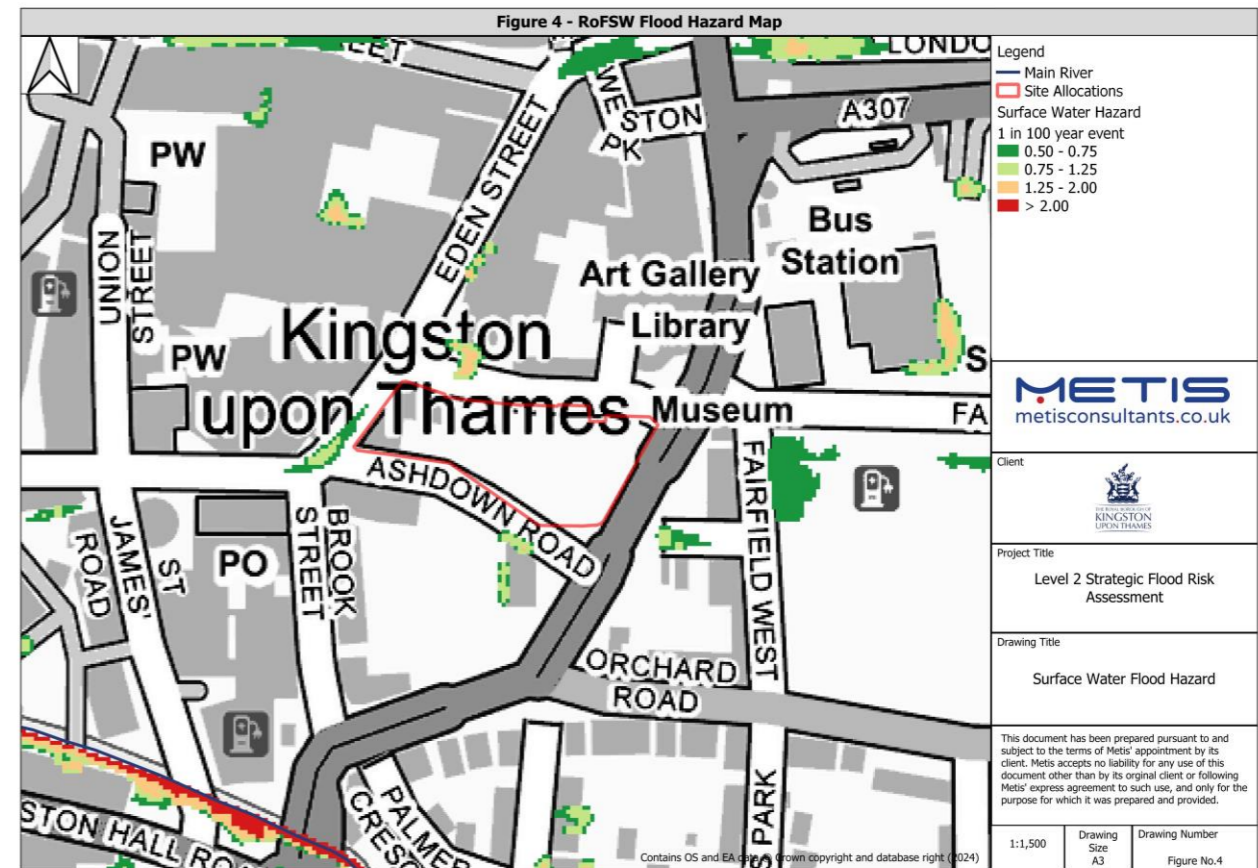 Figure 4 - RoFSW Flood Hazard Map
LONDO
EET
WESTON
PK
A307
PW
EDEN STREET
Bus
Station
UNION
STREET
Art Gallery
Library
Kingston
upon Thames
PW
Museum
S
FA
ASHDOWN ROAD
FAIRFIELD WEST
JAMES'
ROAD
ST
PO
BROOK
STREET
ORCHARD
ROAD
STON HALL RO
PALMER
CRESC
S PARK
Contains OS and EA data © Crown copyright and database right (2024)
Legend
Main River
Site Allocations
Surface Water Hazard
1 in 100 year event
0.50 - 0.75
0.75 - 1.25
1.25 - 2.00
> 2.00
METIS
metisconsultants.co.uk
Client
THE ROYAL BOROUGH OF
KINGSTON
UPON THAMES
Project Title
Level 2 Strategic Flood Risk
Assessment
Drawing Title
Surface Water Flood Hazard
This document has been prepared pursuant to and
subject to the terms of Metis' appointment by its
client. Metis accepts no liability for any use of this
document other than by its orginal client or following
Metis' express agreement to such use, and only for the
purpose for which it was prepared and provided.
1:1,500
Drawing
Size
A3
Drawing Number
Figure No.4